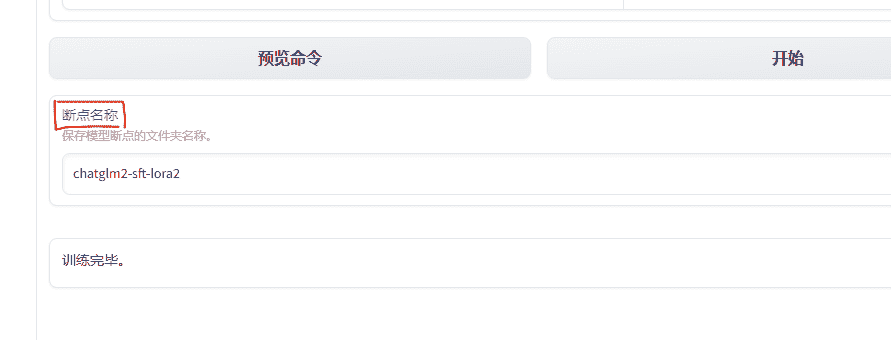 预览命令
开始
断点名称
保存模型断点的文件夹名称。
chatglm2-sft-lora2
训练完毕。